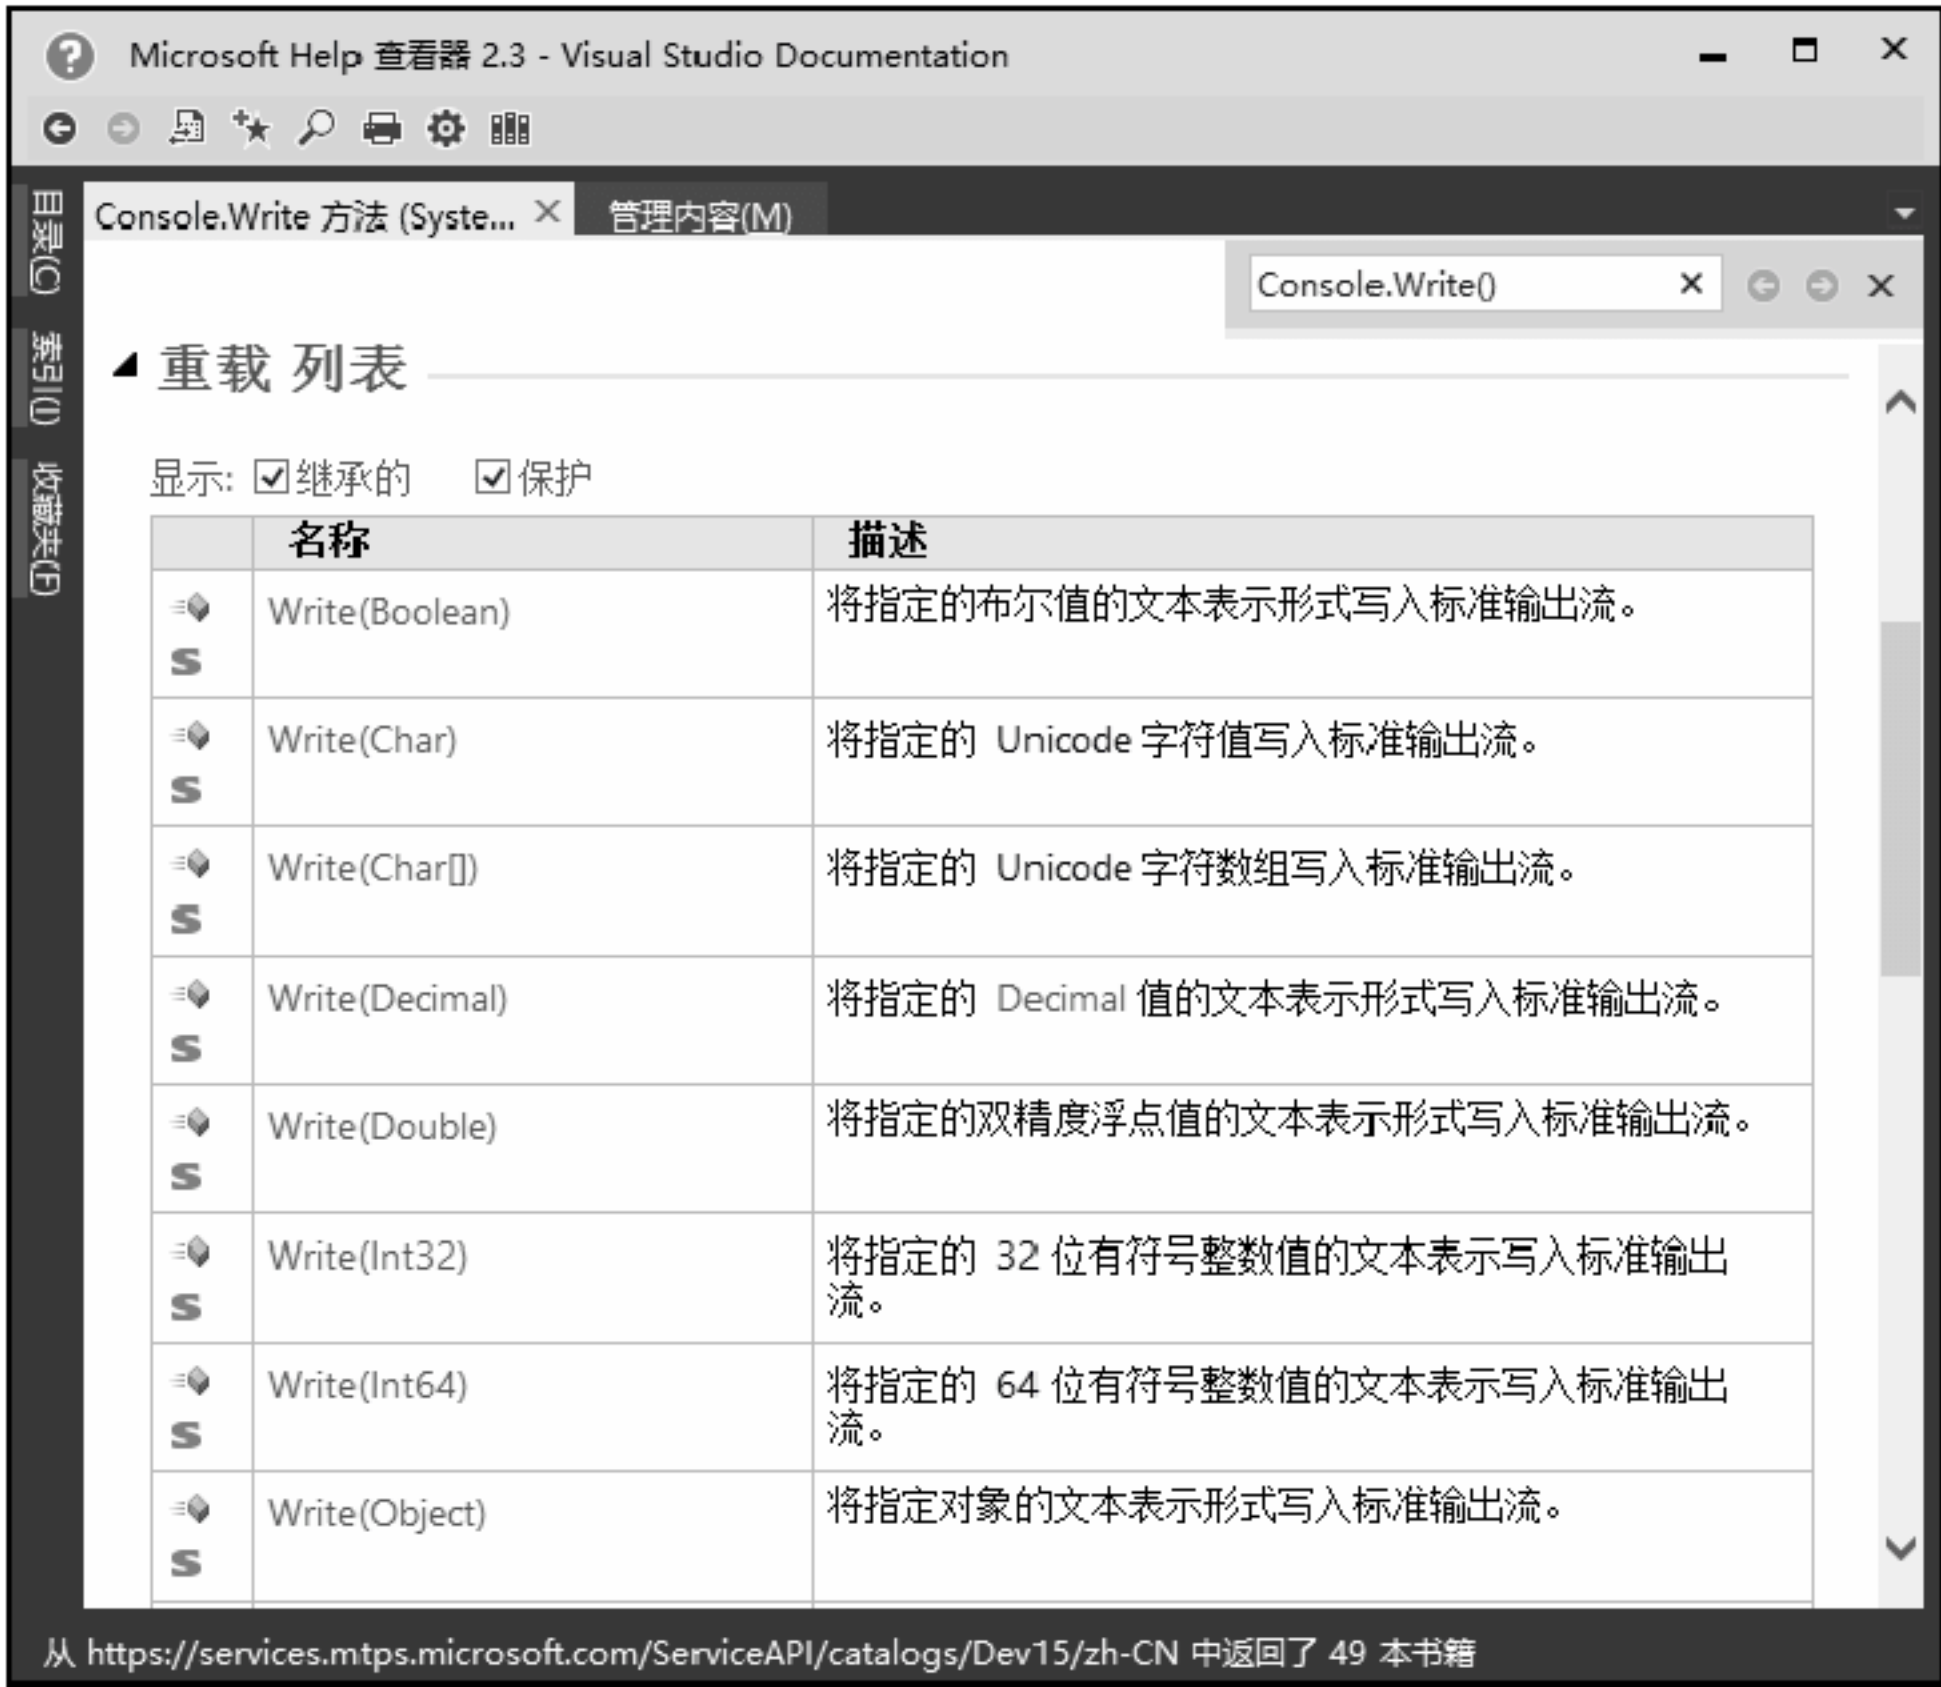 Microsoft Help 查看器 2.3 - Visual Studio Documentation
目录(C)
索引(I)
收藏夹(F)
Console.Write 方法 (Syste...
管理内容(M)
Console.Write()
重载 列表
显示: 继承的 保护
名称 描述
Write(Boolean) 将指定的布尔值的文本表示形式写入标准输出流。
S
Write(Char) 将指定的 Unicode 字符值写入标准输出流。
S
Write(Char[]) 将指定的 Unicode 字符数组写入标准输出流。
S
Write(Decimal) 将指定的 Decimal 值的文本表示形式写入标准输出流。
S
Write(Double) 将指定的双精度浮点值的文本表示形式写入标准输出流。
S
Write(Int32) 将指定的 32 位有符号整数值的文本表示写入标准输出
流。
S
Write(Int64) 将指定的 64 位有符号整数值的文本表示写入标准输出
流。
S
Write(Object) 将指定对象的文本表示形式写入标准输出流。
S
从 https://services.mtps.microsoft.com/ServiceAPI/catalogs/Dev15/zh-CN 中返回了 49 本书籍